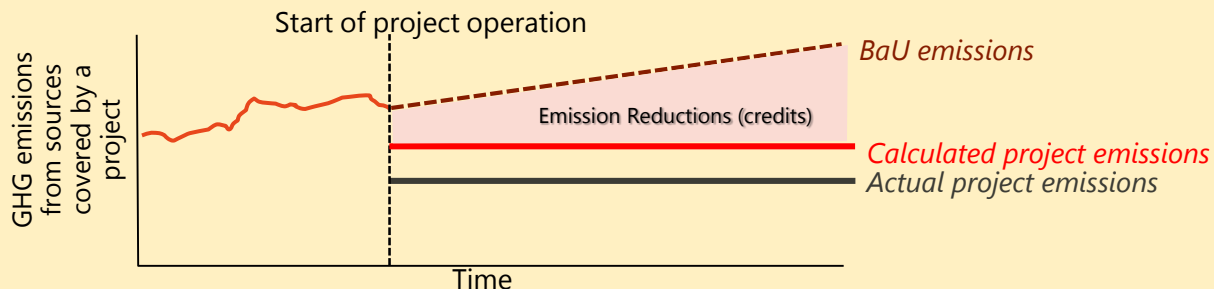 Start of project operation
GHG emissions
from sources
covered by a
project
BaU emissions
Emission Reductions (credits)
Calculated project emissions
Actual project emissions
Time